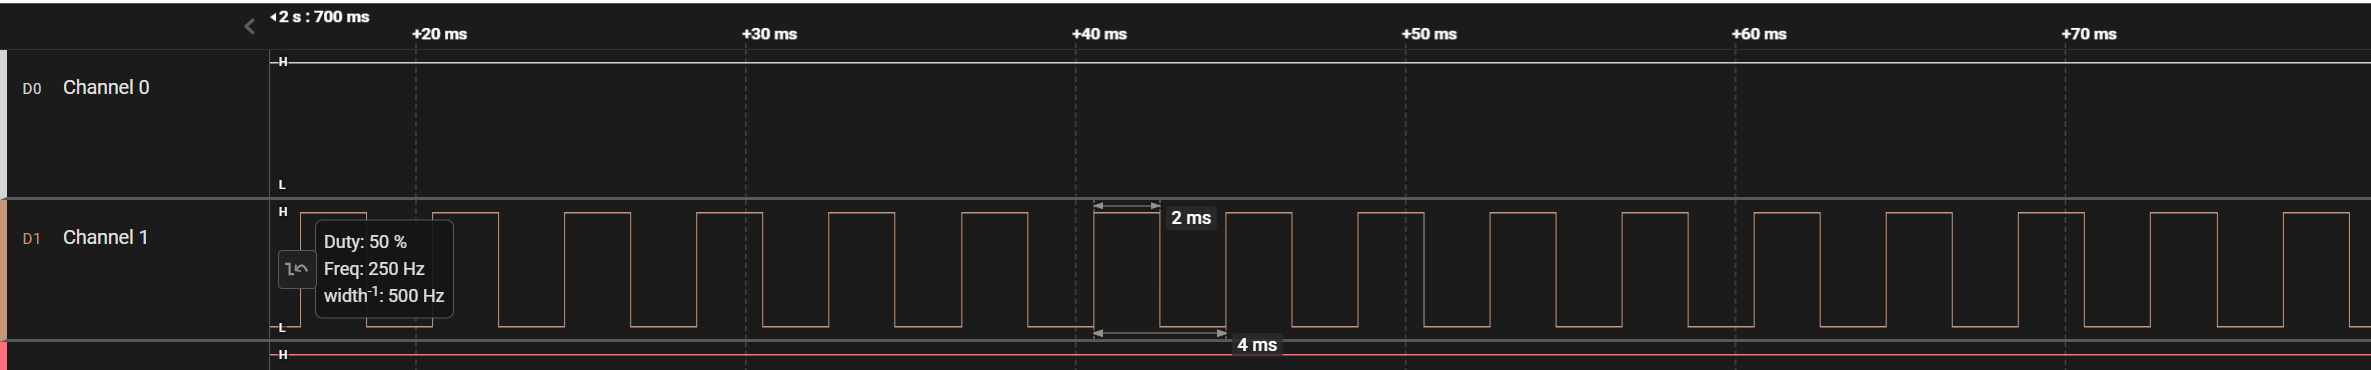 2 s : 700 ms
+20 ms +30 ms +40 ms +50 ms +60 ms +70 ms
H
D0 Channel 0
L
H
2 ms
D1 Channel 1
Duty: 50 %
Freq: 250 Hz
width-1: 500 Hz
L
4 ms
H